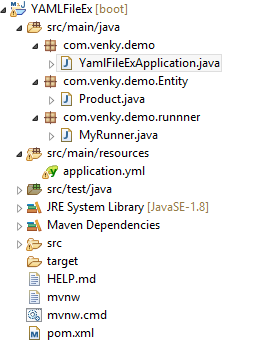 YAMLFileEx [boot]
src/main/java
com.venky.demo
YamlFileExApplication.java
com.venky.demo.Entity
Product.java
com.venky.demo.runnner
MyRunner.java
src/main/resources
application.yml
src/test/java
JRE System Library [JavaSE-1.8]
Maven Dependencies
src
target
HELP.md
mvnw
mvnw.cmd
pom.xml